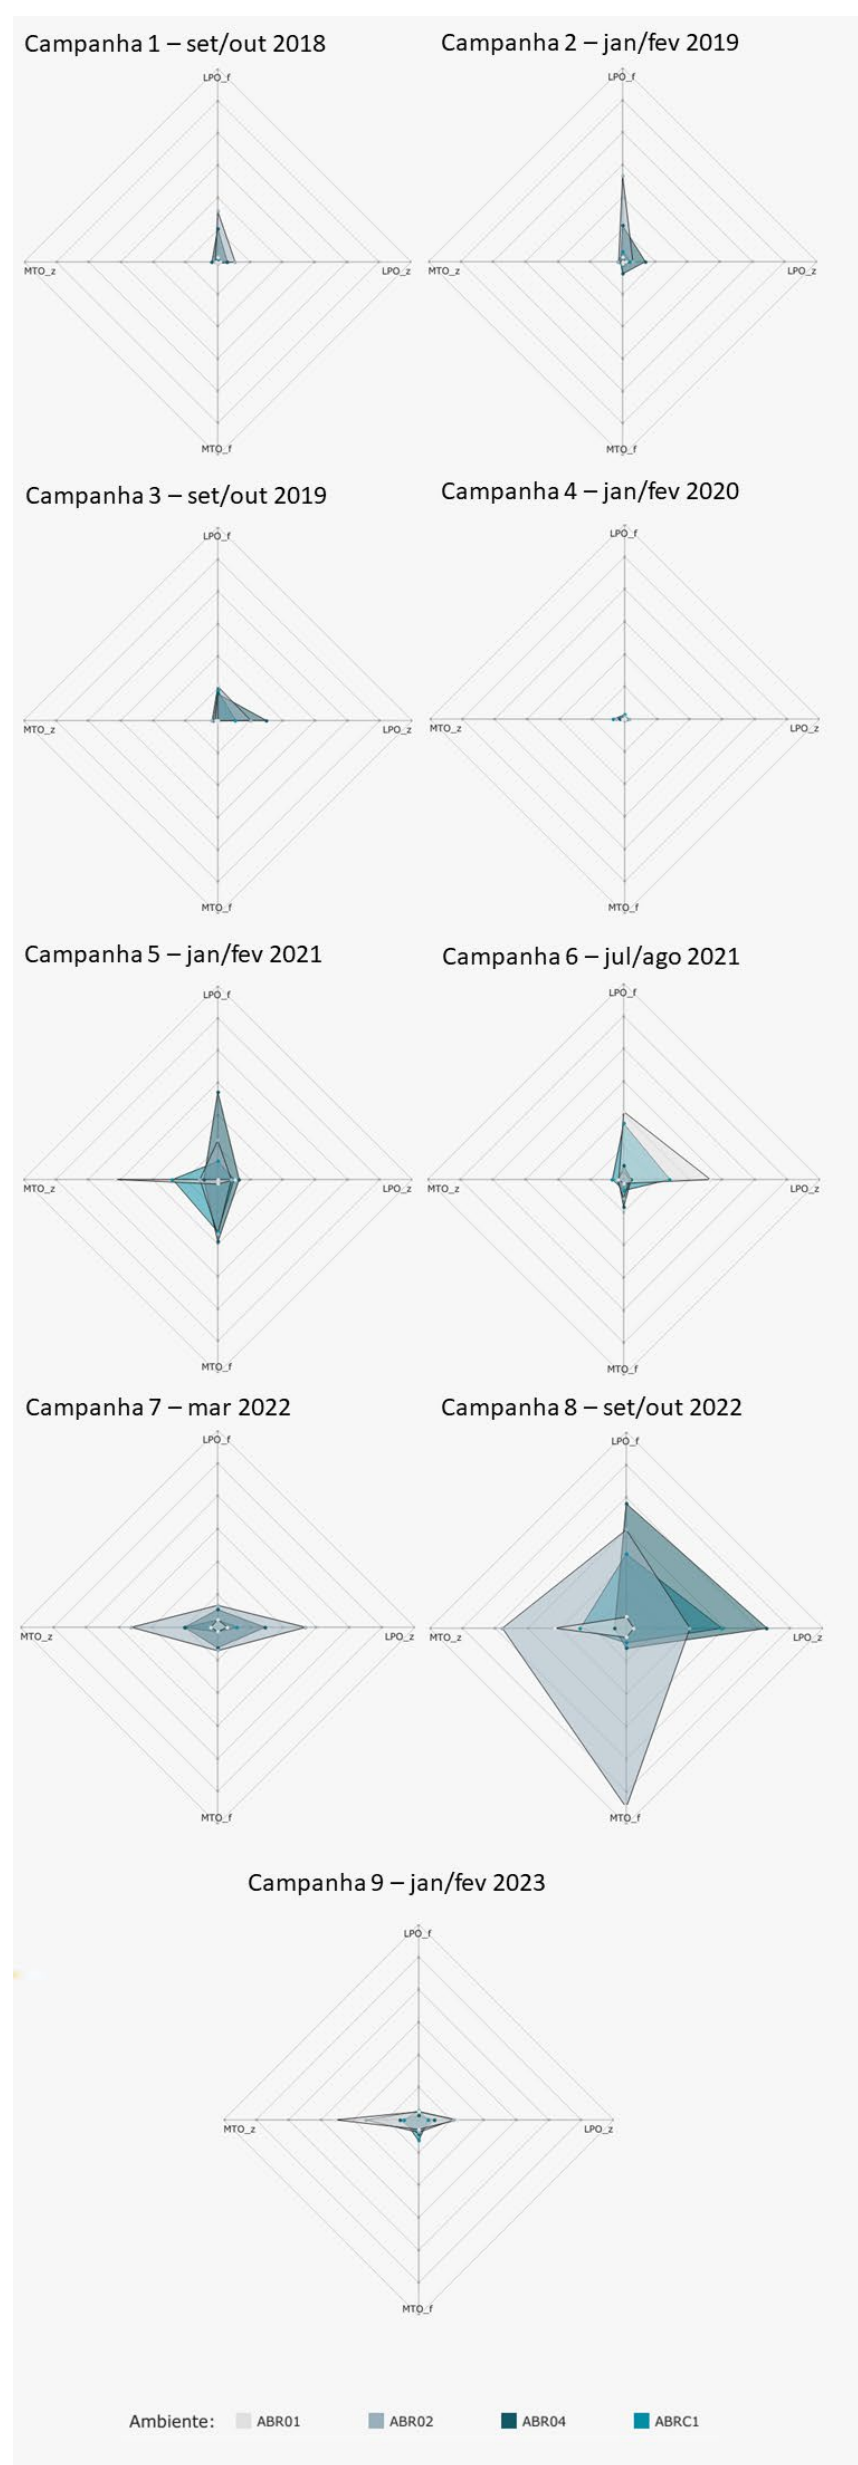 Campanha 1 – set/out 2018
Campanha 2 – jan/fev 2019
LPO_f
LPO_f
MTO_z
LPO_z
MTO_z
LPO_z
MTO_f
MTO_f
Campanha 3 – set/out 2019
Campanha 4 – jan/fev 2020
LPO_f
LPO_f
MTO_z
LPO_z
MTO_z
LPO_z
MTO_f
MTO_f
Campanha 5 – jan/fev 2021
Campanha 6 – jul/ago 2021
LPO_f
LPO_f
MTO_z
LPO_z
MTO_z
LPO_z
MTO_f
MTO_f
Campanha 7 – mar 2022
Campanha 8 – set/out 2022
LPO_f
LPO_f
MTO_z
LPO_z
MTO_z
LPO_z
MTO_f
MTO_f
Campanha 9 – jan/fev 2023
LPO_f
MTO_z
LPO_z
MTO_f
Ambiente: ABR01 ABR02 ABR04 ABRC1